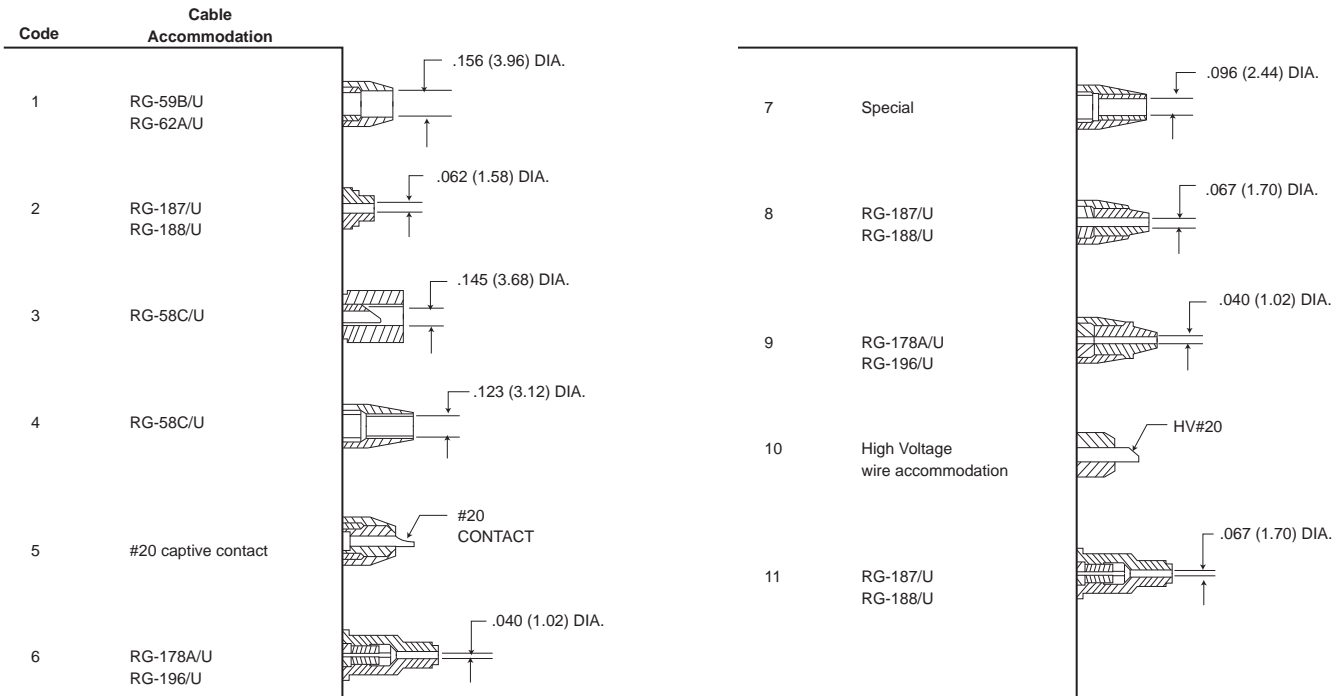 Code
Cable
Accommodation
.156 (3.96) DIA.
1
RG-59B/U
RG-62A/U
.062 (1.58) DIA.
2
RG-187/U
RG-188/U
.145 (3.68) DIA.
3
RG-58C/U
.123 (3.12) DIA.
4
RG-58C/U
#20
CONTACT
5
#20 captive contact
.040 (1.02) DIA.
6
RG-178A/U
RG-196/U
.096 (2.44) DIA.
7
Special
.067 (1.70) DIA.
8
RG-187/U
RG-188/U
.040 (1.02) DIA.
9
RG-178A/U
RG-196/U
HV#20
10
High Voltage
wire accommodation
.067 (1.70) DIA.
11
RG-187/U
RG-188/U